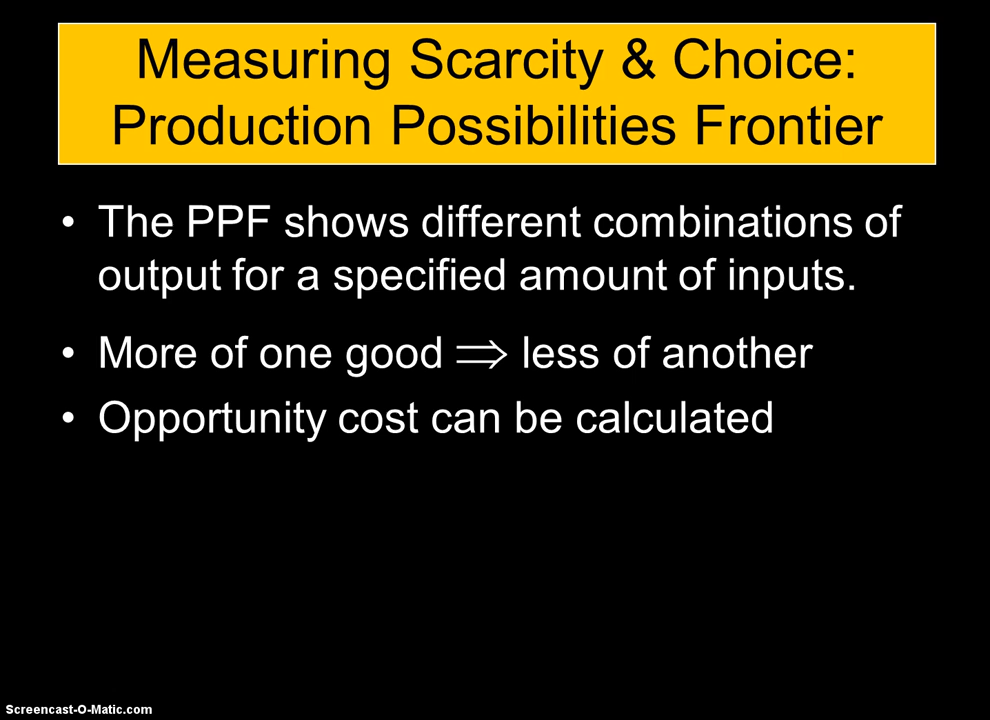 Measuring Scarcity & Choice:
Production Possibilities Frontier
• The PPF shows different combinations of
output for a specified amount of inputs.
• More of one good ⇒ less of another
• Opportunity cost can be calculated
Screencast-O-Matic.com